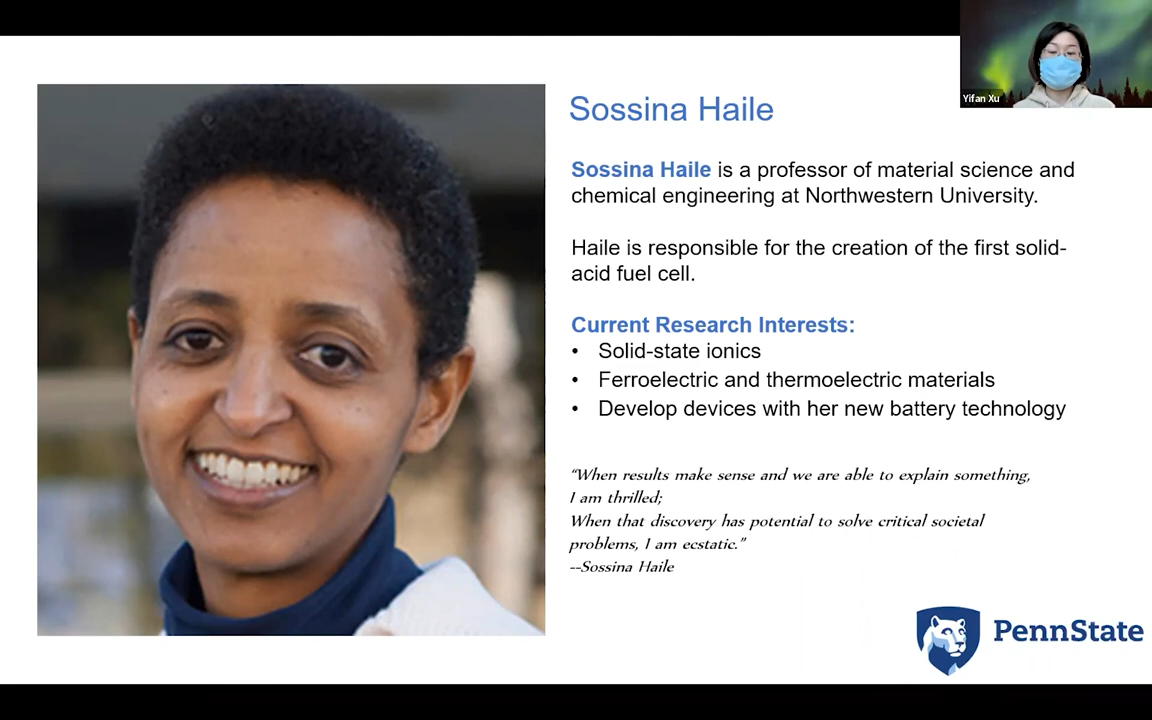 Yifan Xu
Sossina Haile
Sossina Haile is a professor of material science and
chemical engineering at Northwestern University.
Haile is responsible for the creation of the first solid-
acid fuel cell.
Current Research Interests:
• Solid-state ionics
• Ferroelectric and thermoelectric materials
• Develop devices with her new battery technology
“When results make sense and we are able to explain something,
I am thrilled;
When that discovery has potential to solve critical societal
problems, I am ecstatic.”
--Sossina Haile
PennState